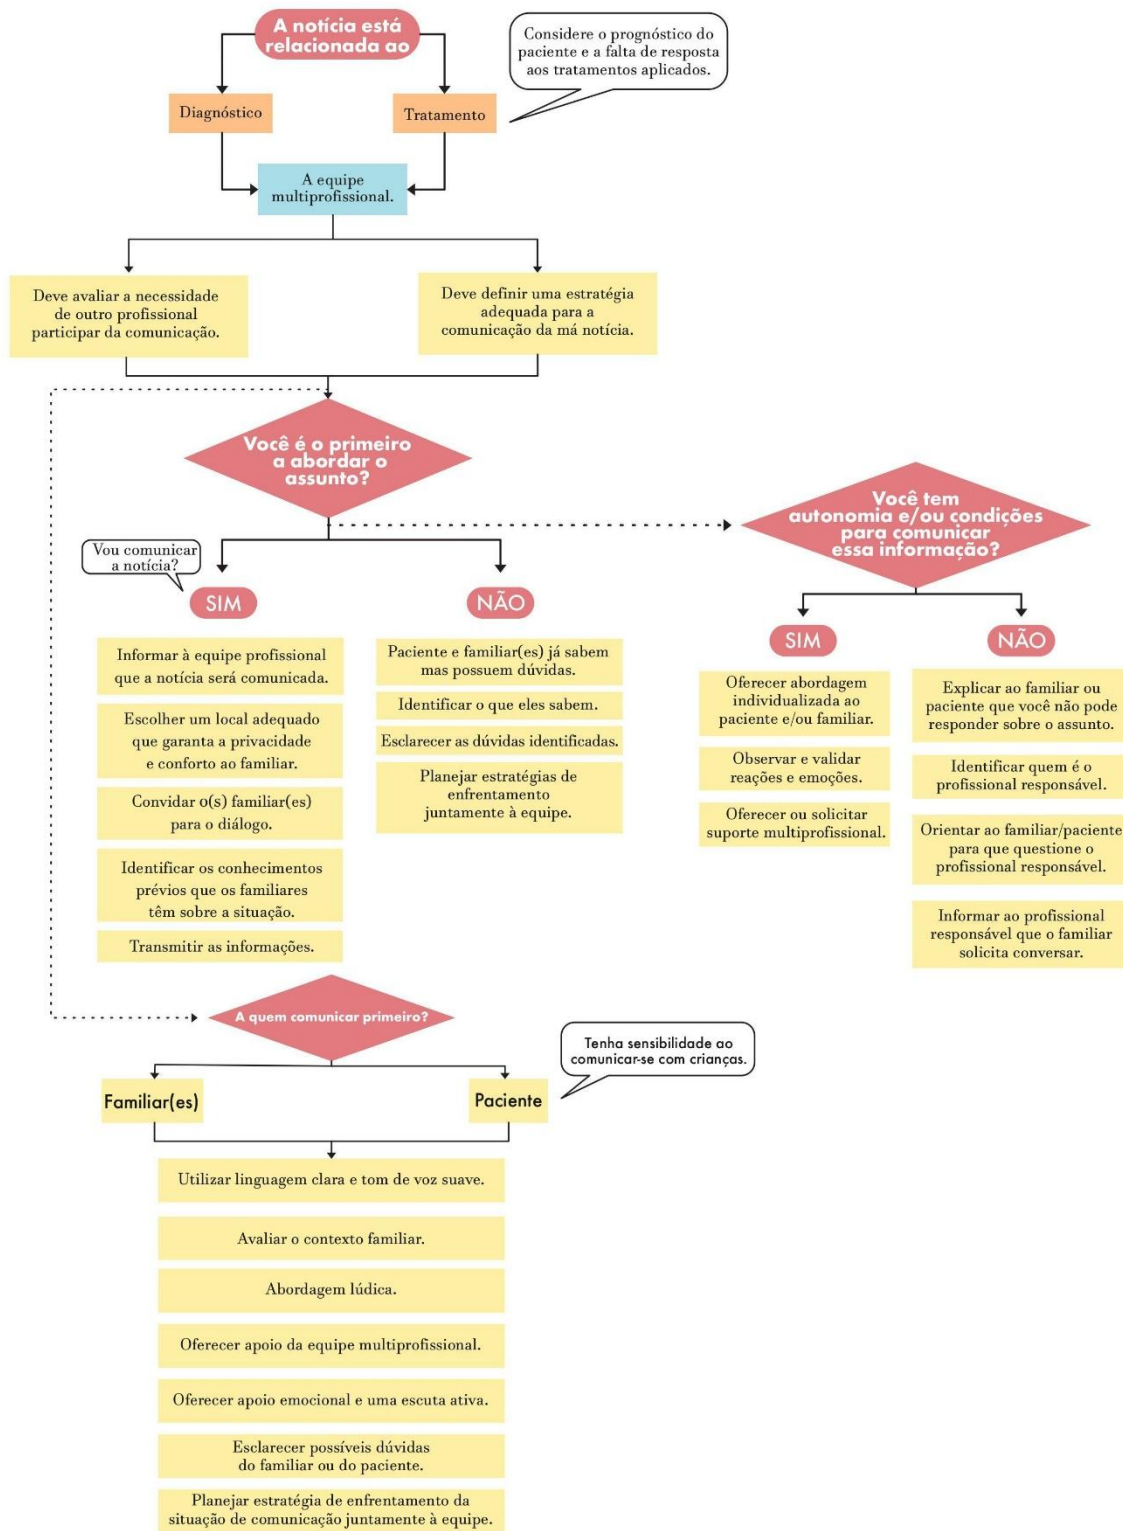 A notícia está
relacionada ao
Considere o prognóstico do
paciente e a falta de resposta
aos tratamentos aplicados.
Diagnóstico
Tratamento
A equipe
multiprofissional.
Deve avaliar a necessidade
de outro profissional
participar da comunicação.
Deve definir uma estratégia
adequada para a
comunicação da má notícia.
Você é o primeiro
a abordar o
assunto?
Você tem
autonomia e/ou condições
para comunicar
essa informação?
Vou comunicar
a notícia?
SIM
NÃO
Informar à equipe profissional
que a notícia será comunicada.
Escolher um local adequado
que garanta a privacidade
e conforto ao familiar.
Convidar o(s) familiar(es)
para o diálogo.
Identificar os conhecimentos
prévios que os familiares
têm sobre a situação.
Transmitir as informações.
Paciente e familiar(es) já sabem
mas possuem dúvidas.
Identificar o que eles sabem.
Esclarecer as dúvidas identificadas.
Planejar estratégias de
enfrentamento
juntamente à equipe.
SIM
NÃO
Oferecer abordagem
individualizada ao
paciente e/ou familiar.
Observar e validar
reações e emoções.
Oferecer ou solicitar
suporte multiprofissional.
Explicar ao familiar ou
paciente que você não pode
responder sobre o assunto.
Identificar quem é o
profissional responsável.
Orientar ao familiar/paciente
para que questione o
profissional responsável.
Informar ao profissional
responsável que o familiar
solicita conversar.
A quem comunicar primeiro?
Tenha sensibilidade ao
comunicar-se com crianças.
Familiar(es)
Paciente
Utilizar linguagem clara e tom de voz suave.
Avaliar o contexto familiar.
Abordagem lúdica.
Oferecer apoio da equipe multiprofissional.
Oferecer apoio emocional e uma escuta ativa.
Esclarecer possíveis dúvidas
do familiar ou do paciente.
Planejar estratégia de enfrentamento da
situação de comunicação juntamente à equipe.